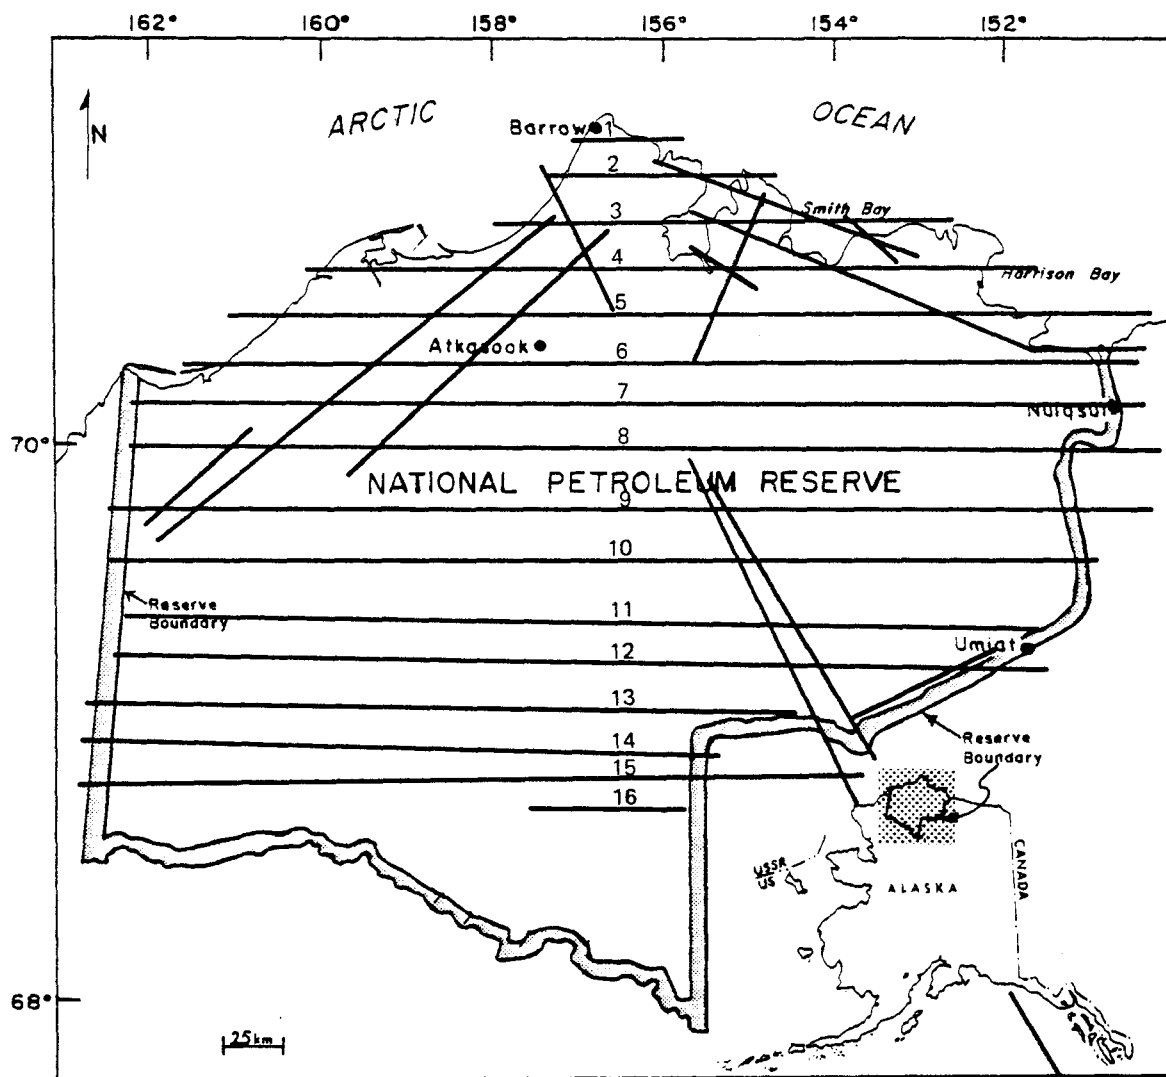 162° 160° 158° 156° 154° 152°
ARCTIC OCEAN
N
Barrow 1
2
Smith Bay
3
4
Harrison Bay
5
Atkasook
6
7
Nuiqsut
70°
8
NATIONAL PETROLEUM RESERVE
9
10
Reserve
Boundary
11
Umiat
12
13
Reserve
Boundary
14
15
16
USSR
US
ALASKA
CANADA
68°
25km